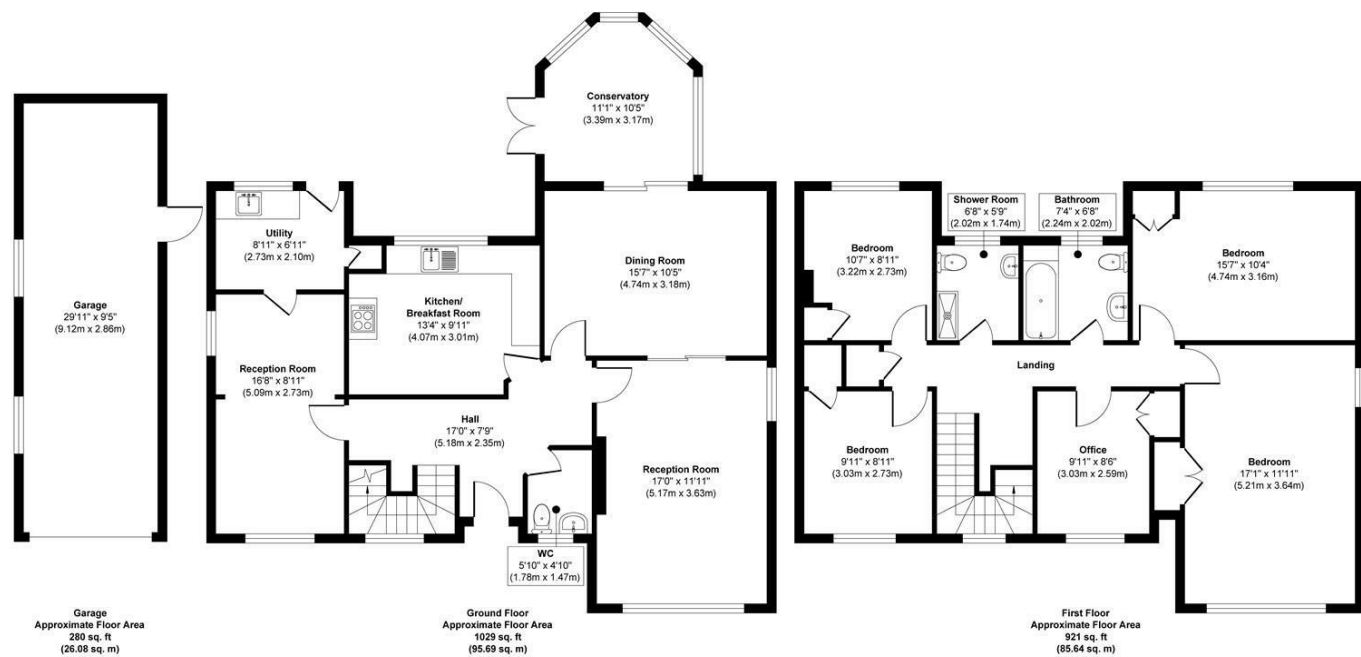 Conservatory
11'1" x 10'5"
(3.39m x 3.17m)
Shower Room
6'8" x 5'9"
(2.02m x 1.74m)
Bathroom
7'4" x 6'8"
(2.24m x 2.02m)
Utility
8'11" x 6'11"
(2.73m x 2.10m)
Dining Room
15'7" x 10'5"
(4.74m x 3.18m)
Bedroom
10'7" x 8'11"
(3.22m x 2.73m)
Bedroom
15'7" x 10'4"
(4.74m x 3.16m)
Garage
29'11" x 9'5"
(9.12m x 2.86m)
Kitchen/
Breakfast Room
13'4" x 9'11"
(4.07m x 3.01m)
Reception Room
16'8" x 8'11"
(5.09m x 2.73m)
Landing
Hall
17'0" x 7'9"
(5.18m x 2.35m)
Reception Room
17'0" x 11'11"
(5.17m x 3.63m)
Bedroom
9'11" x 8'11"
(3.03m x 2.73m)
Office
9'11" x 8'6"
(3.03m x 2.59m)
Bedroom
17'1" x 11'11"
(5.21m x 3.64m)
WC
5'10" x 4'10"
(1.78m x 1.47m)
Garage
Approximate Floor Area
280 sq. ft
(26.08 sq. m)
Ground Floor
Approximate Floor Area
1029 sq. ft
(95.69 sq. m)
First Floor
Approximate Floor Area
921 sq. ft
(85.64 sq. m)